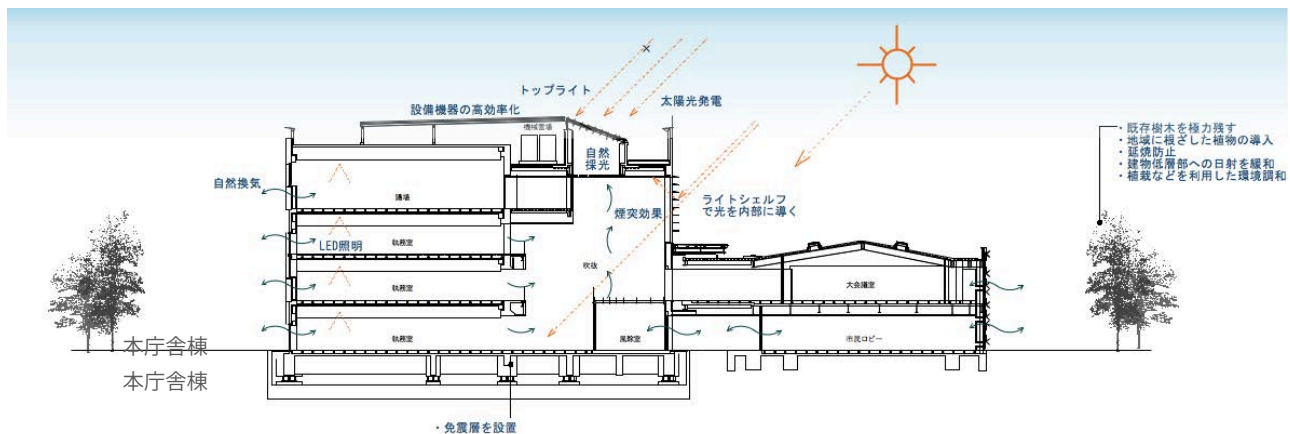 トップライト
設備機器の高効率化
太陽光発電
機械置場
自然
採光
・既存樹木を極力残す
・地域に根ざした植物の導入
・延焼防止
・建物低層部への日射を緩和
・植栽などを利用した環境調和
自然換気
議場
ライトシェルフ
で光を内部に導く
煙突効果
LED照明
執務室
吹抜
執務室
大会議室
執務室
風除室
市民ロビー
本庁舎棟
本庁舎棟
・免震層を設置